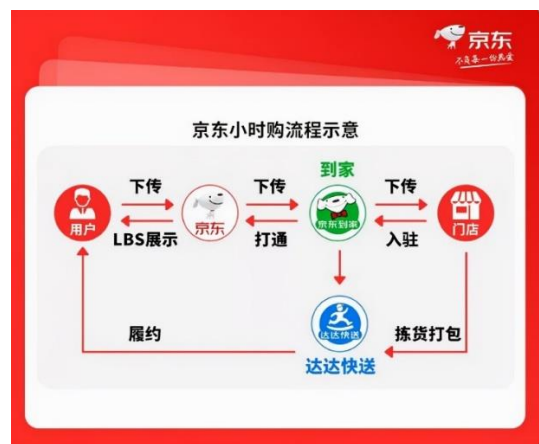 京东
不负每一份热爱
京东小时购流程示意
到家
下传
下传
下传
用户
京东
京东到家
门店
LBS展示
打通
入驻
履约
达达快送
拣货打包
达达快送